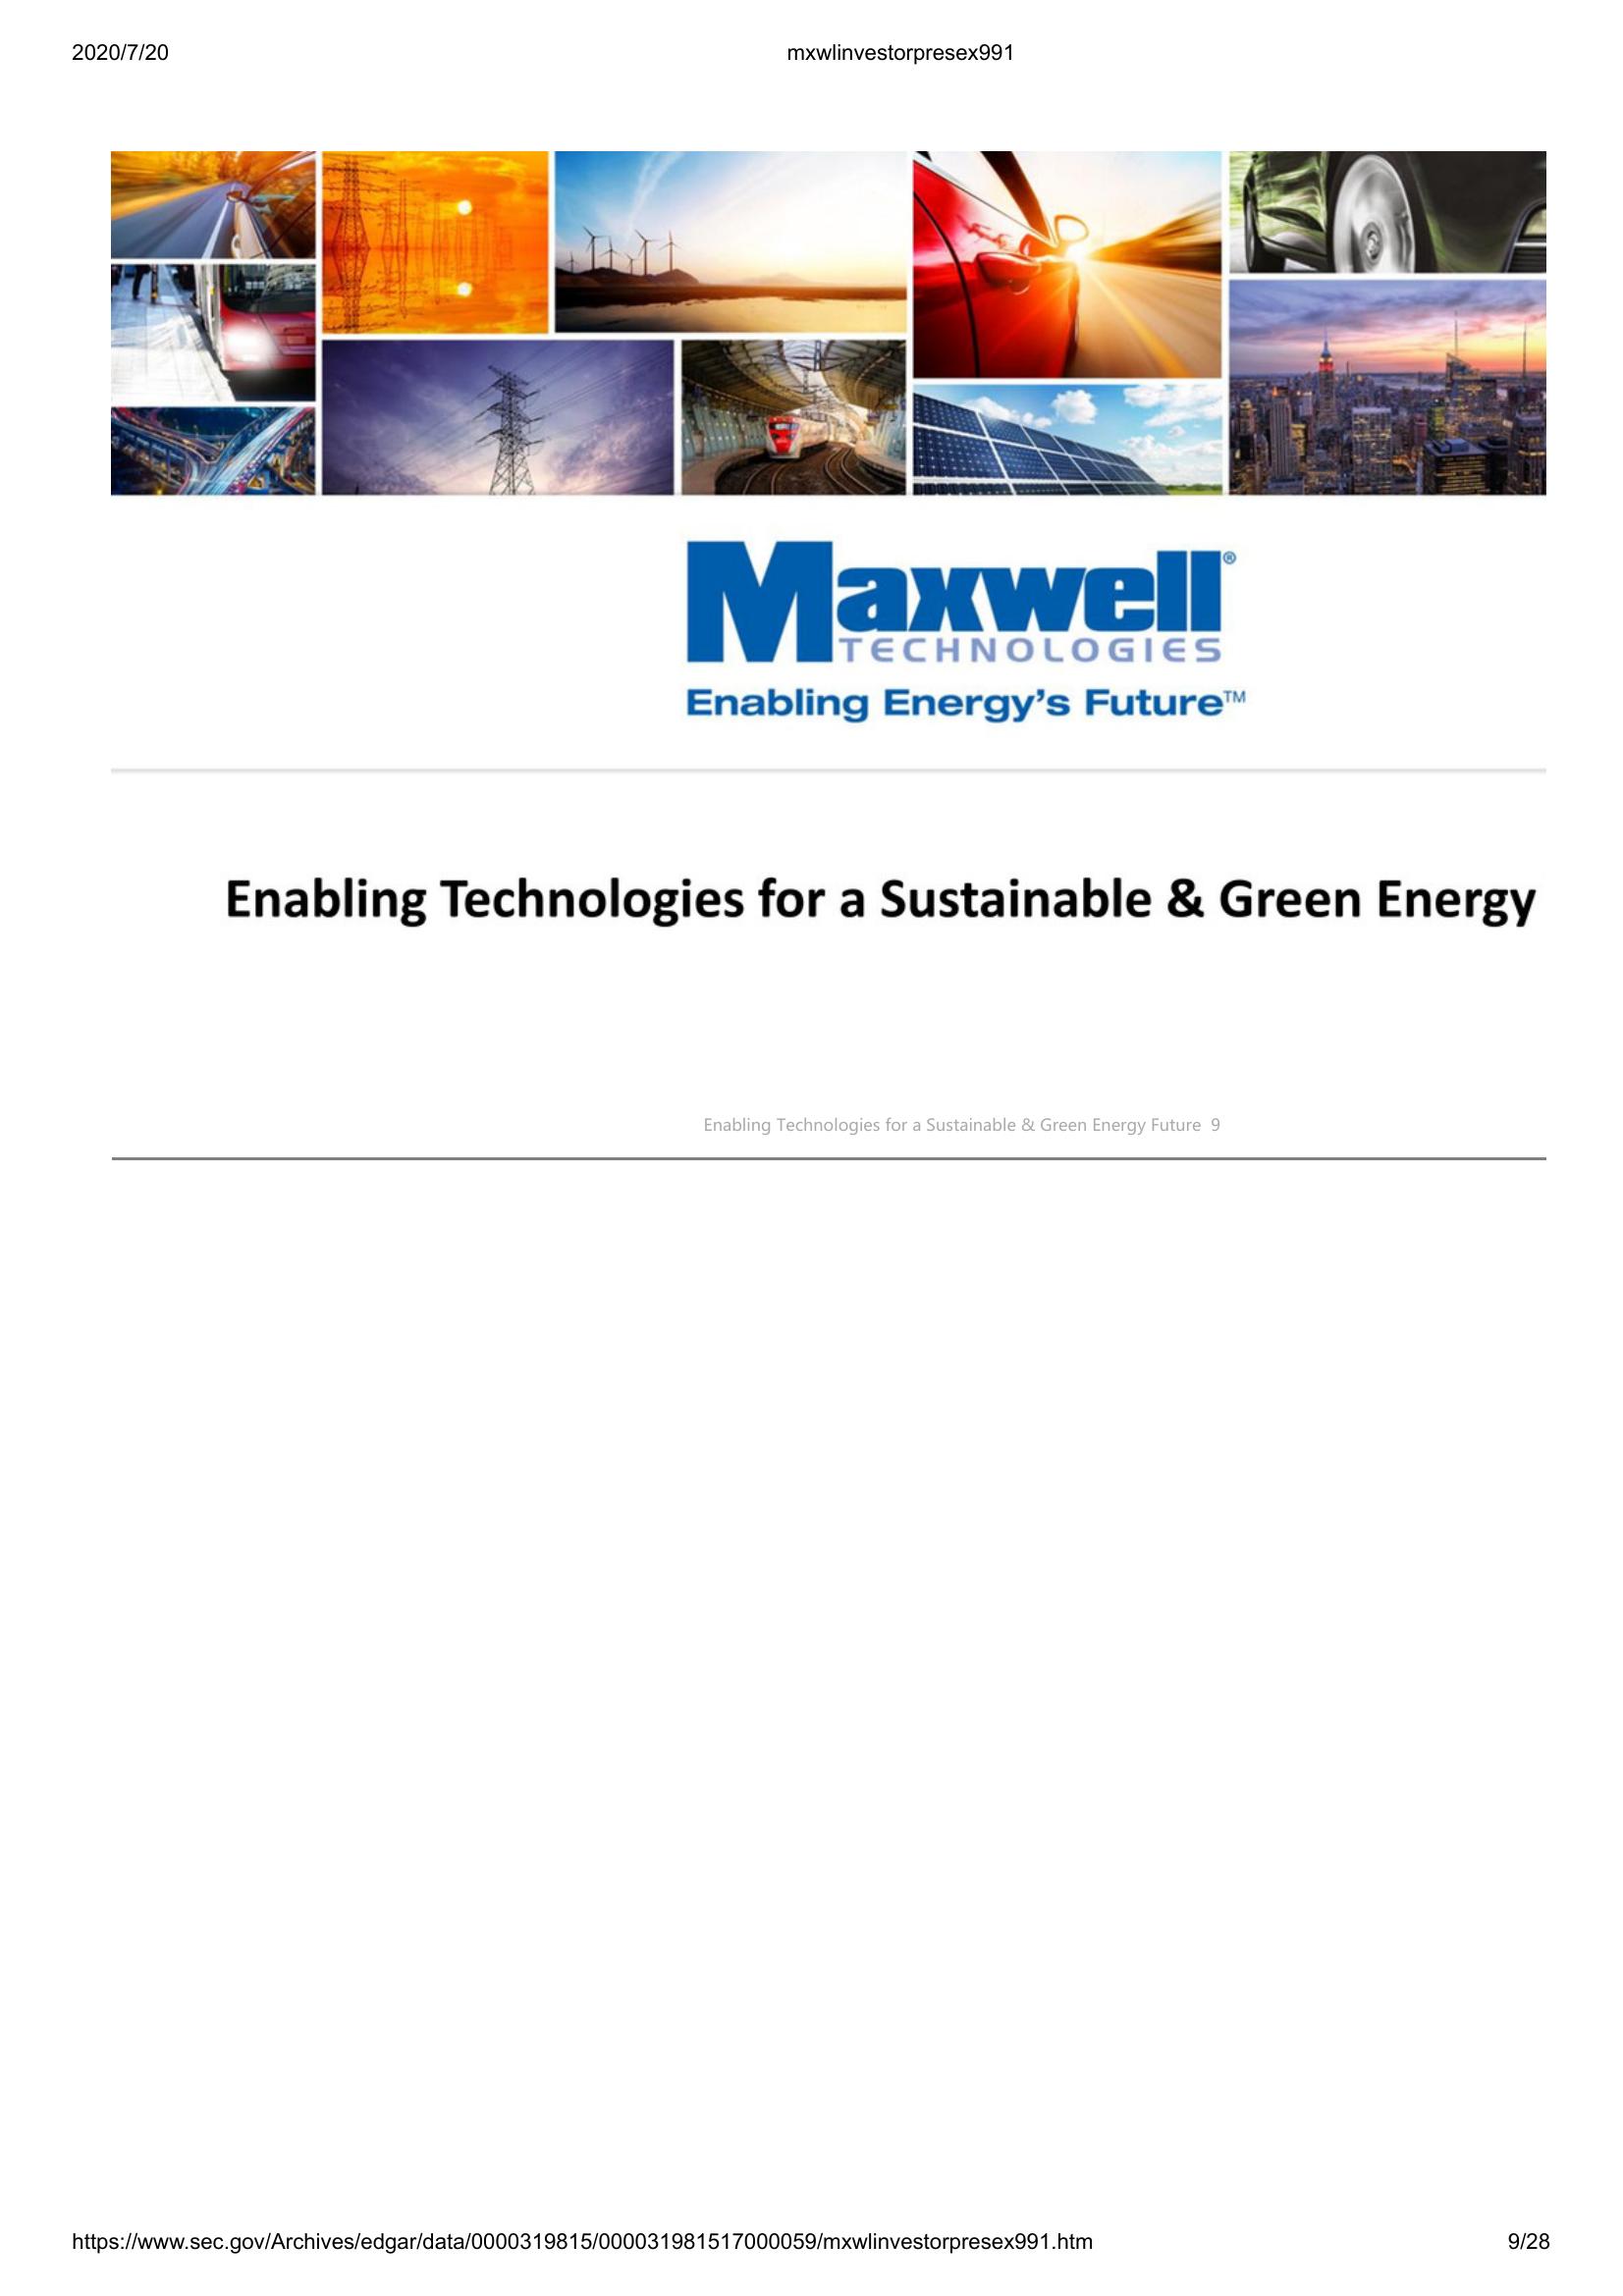 2020/7/20 mxwlinvestorpresex991
Maxwell®
TECHNOLOGIES
Enabling Energy's Future™
Enabling Technologies for a Sustainable & Green Energy
Enabling Technologies for a Sustainable & Green Energy Future 9
https://www.sec.gov/Archives/edgar/data/0000319815/000031981517000059/mxwlinvestorpresex991.htm 9/28